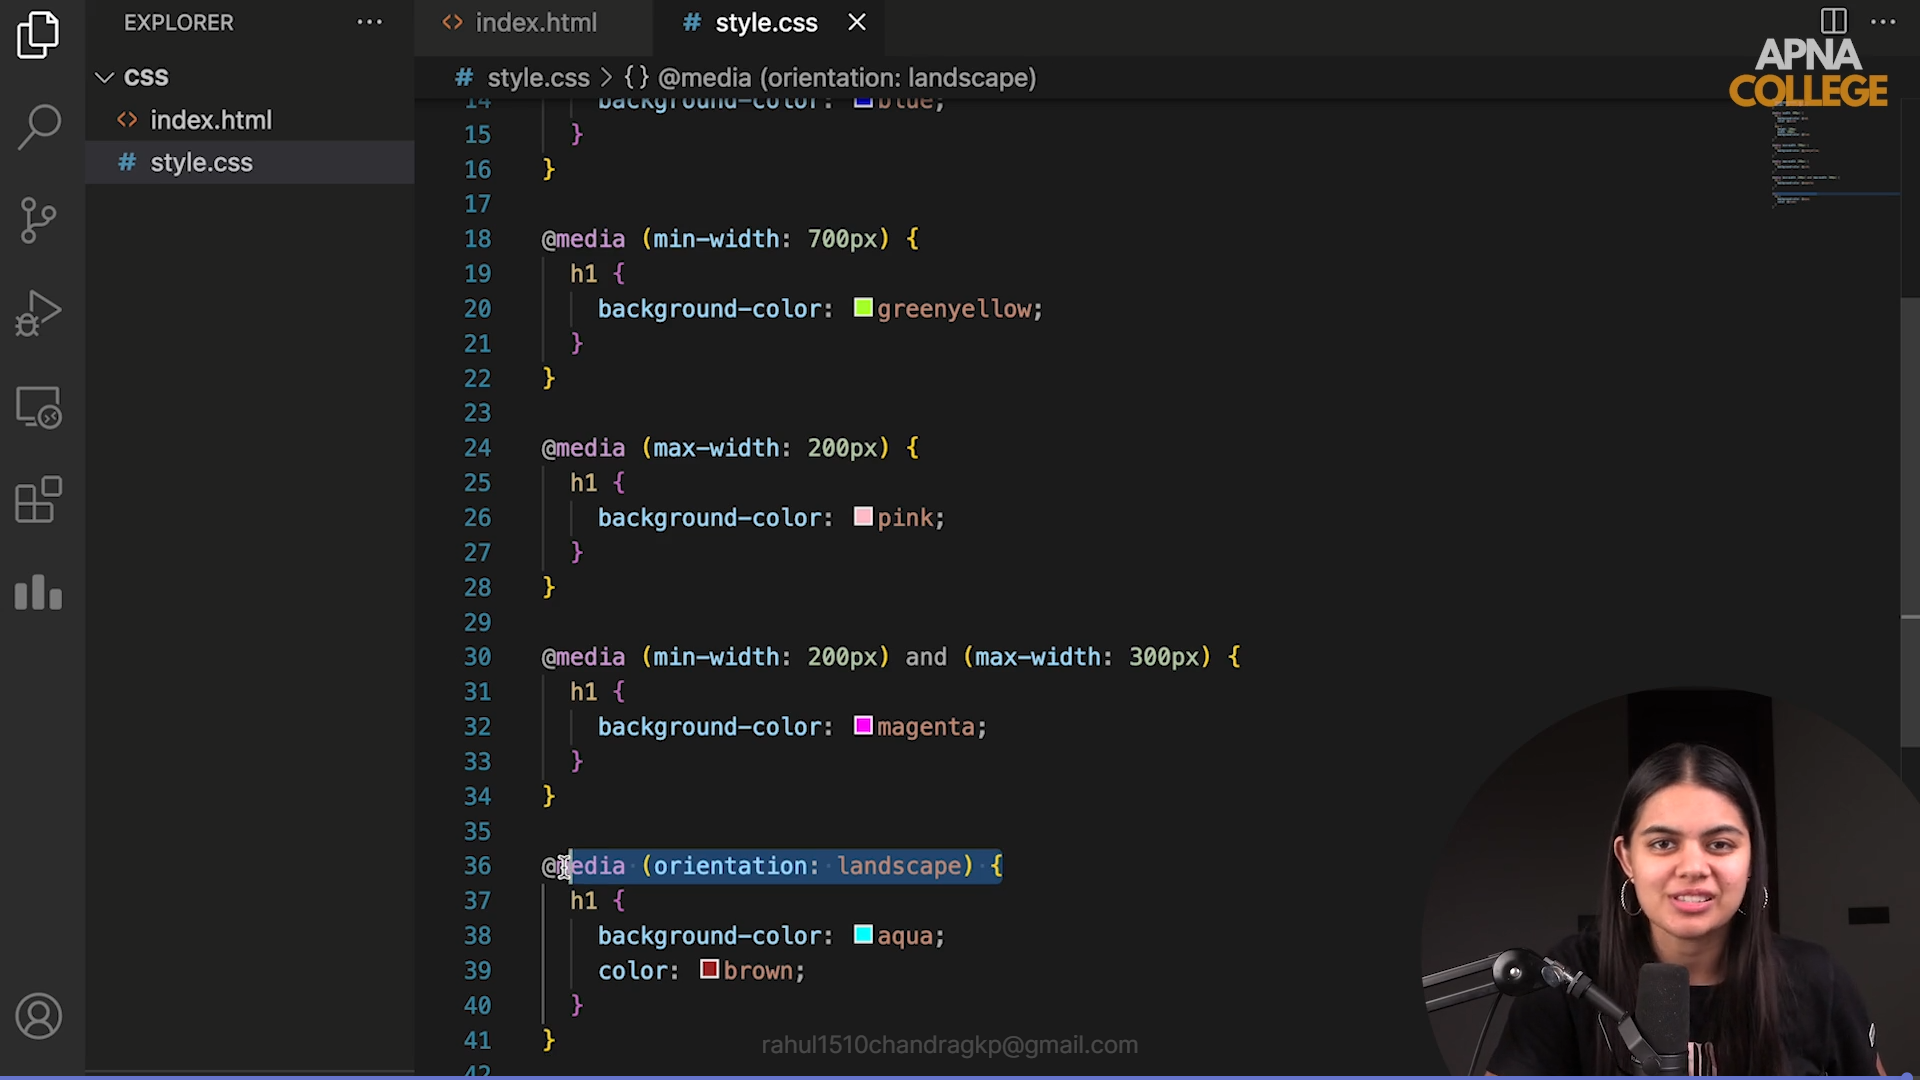 EXPLORER
index.html
style.css
APNA
COLLEGE
CSS
index.html
style.css
style.css > {} @media (orientation: landscape)
14 background-color: blue;
15 }
16 }
17
18 @media (min-width: 700px) {
19 h1 {
20 background-color: greenyellow;
21 }
22 }
23
24 @media (max-width: 200px) {
25 h1 {
26 background-color: pink;
27 }
28 }
29
30 @media (min-width: 200px) and (max-width: 300px) {
31 h1 {
32 background-color: magenta;
33 }
34 }
35
36 @media (orientation: landscape) {
37 h1 {
38 background-color: aqua;
39 color: brown;
40 }
41 }
42
rahul1510chandragkp@gmail.com